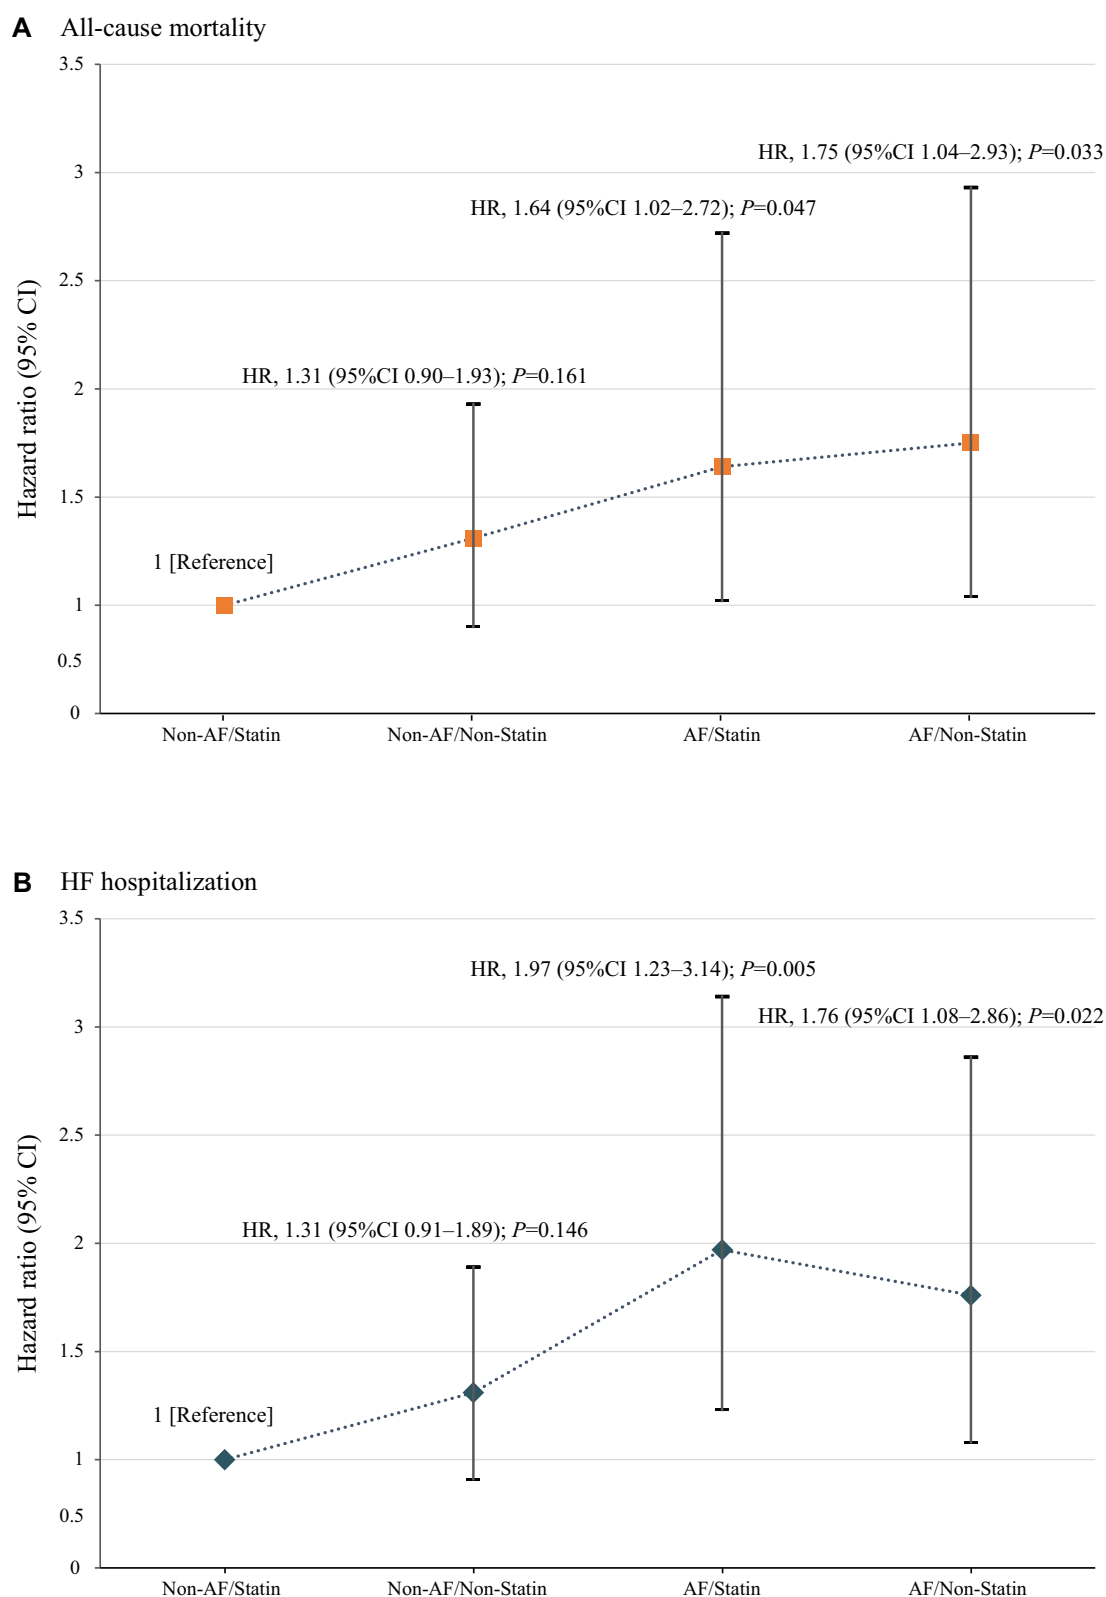 A All-cause mortality
3.5
3
2.5
2
1.5
1
0.5
0
Hazard ratio (95% CI)
HR, 1.75 (95%CI 1.04–2.93); P=0.033
HR, 1.64 (95%CI 1.02–2.72); P=0.047
HR, 1.31 (95%CI 0.90–1.93); P=0.161
1 [Reference]
Non-AF/Statin Non-AF/Non-Statin AF/Statin AF/Non-Statin
B HF hospitalization
3.5
3
2.5
2
1.5
1
0.5
0
Hazard ratio (95% CI)
HR, 1.97 (95%CI 1.23–3.14); P=0.005
HR, 1.76 (95%CI 1.08–2.86); P=0.022
HR, 1.31 (95%CI 0.91–1.89); P=0.146
1 [Reference]
Non-AF/Statin Non-AF/Non-Statin AF/Statin AF/Non-Statin